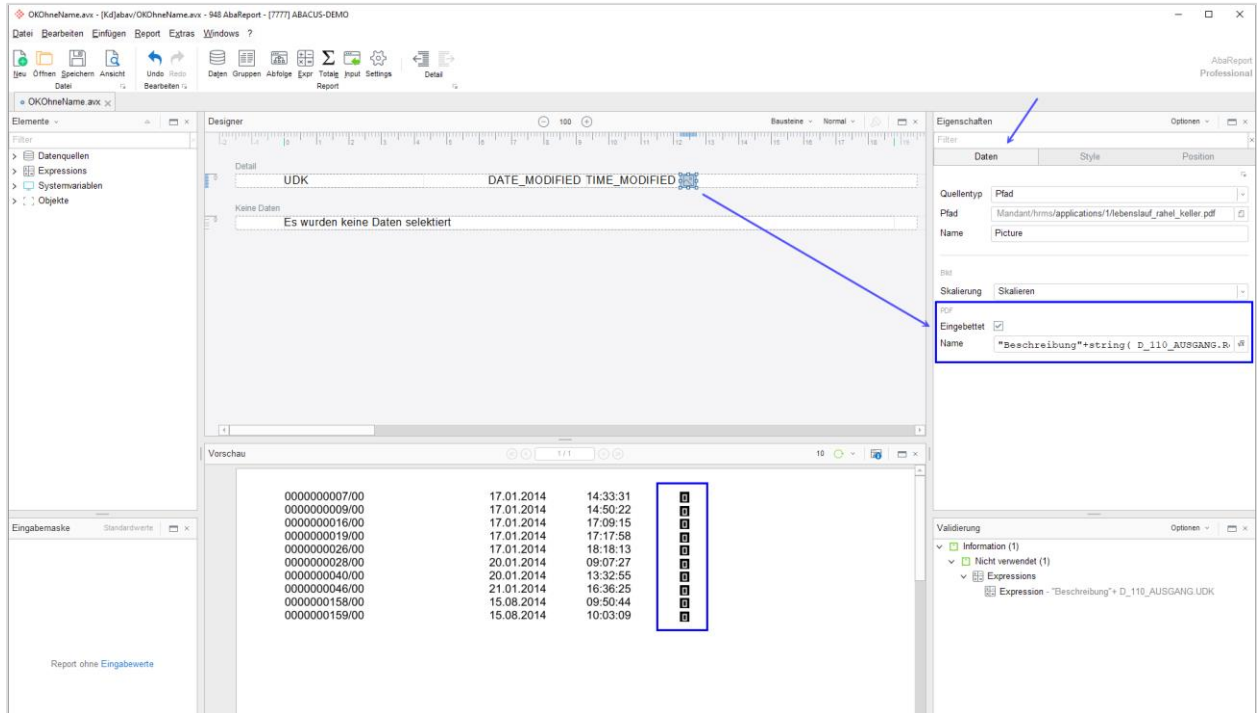 OKOhneName.avx - [Kd]abav/OKOhneName.avx - 948 AbaReport - [7777] ABACUS-DEMO
Datei Bearbeiten Einfügen Report Extras Windows ?
Neu Öffnen Speichern Ansicht Undo Redo Daten Gruppen Abfolge Expr Totale Input Settings Detail
Datei Bearbeiten Report
AbaReport
Professional
OKOhneName.avx
Elemente
Filter
Datenquellen
Expressions
Systemvariablen
Objekte
Designer 100 Bausteine Normal
Detail
UDK DATE_MODIFIED TIME_MODIFIED
Keine Daten
Es wurden keine Daten selektiert
Eigenschaften Optionen
Filter
Daten Style Position
Quellentyp Pfad
Pfad Mandant/hrms/applications/1/lebenslauf_rahel_keller.pdf
Name Picture
Bild
Skalierung Skalieren
PDF
Eingebettet
Name "Beschreibung"+string( D_110_AUSGANG.R
Vorschau 1 / 1 10
0000000007/00 17.01.2014 14:33:31
0000000009/00 17.01.2014 14:50:22
0000000016/00 17.01.2014 17:09:15
0000000019/00 17.01.2014 17:17:58
0000000026/00 17.01.2014 18:18:13
0000000028/00 20.01.2014 09:07:27
0000000040/00 20.01.2014 13:32:55
0000000046/00 21.01.2014 16:36:25
0000000158/00 15.08.2014 09:50:44
0000000159/00 15.08.2014 10:03:09
Eingabemaske Standardwerte
Report ohne Eingabewerte
Validierung Optionen
Information (1)
Nicht verwendet (1)
Expressions
Expression - "Beschreibung"+ D_110_AUSGANG.UDK